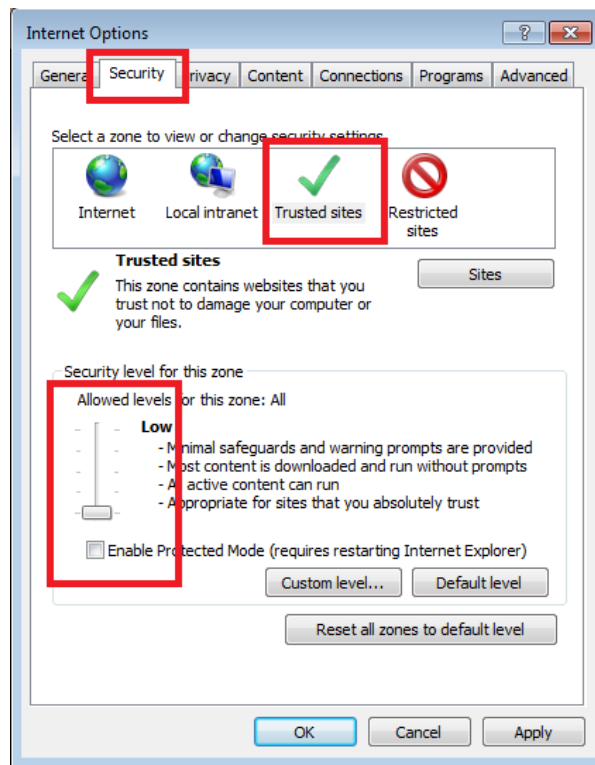 Internet Options
General Security Privacy Content Connections Programs Advanced
Select a zone to view or change security settings.
Internet Local intranet Trusted sites Restricted sites
Trusted sites
This zone contains websites that you
trust not to damage your computer or
your files.
Sites
Security level for this zone
Allowed levels for this zone: All
Low
- Minimal safeguards and warning prompts are provided
- Most content is downloaded and run without prompts
- All active content can run
- Appropriate for sites that you absolutely trust
Enable Protected Mode (requires restarting Internet Explorer)
Custom level... Default level
Reset all zones to default level
OK Cancel Apply